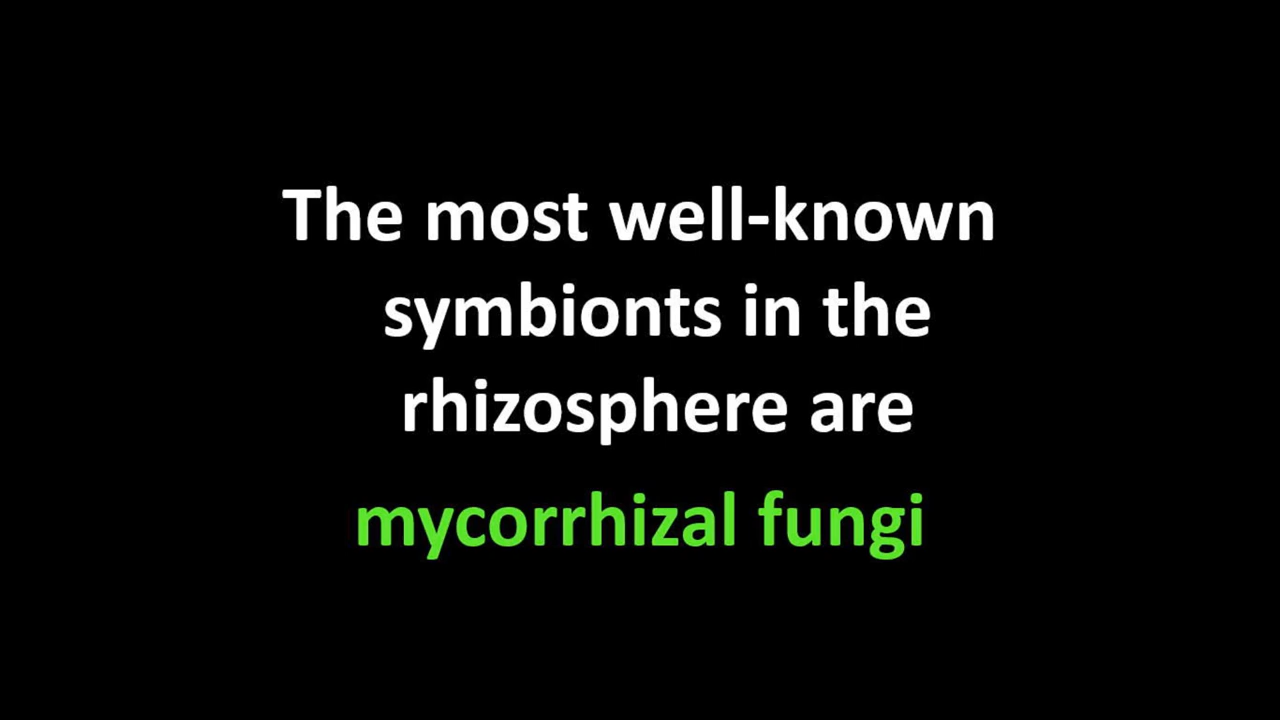 The most well-known
symbionts in the
rhizosphere are
mycorrhizal fungi